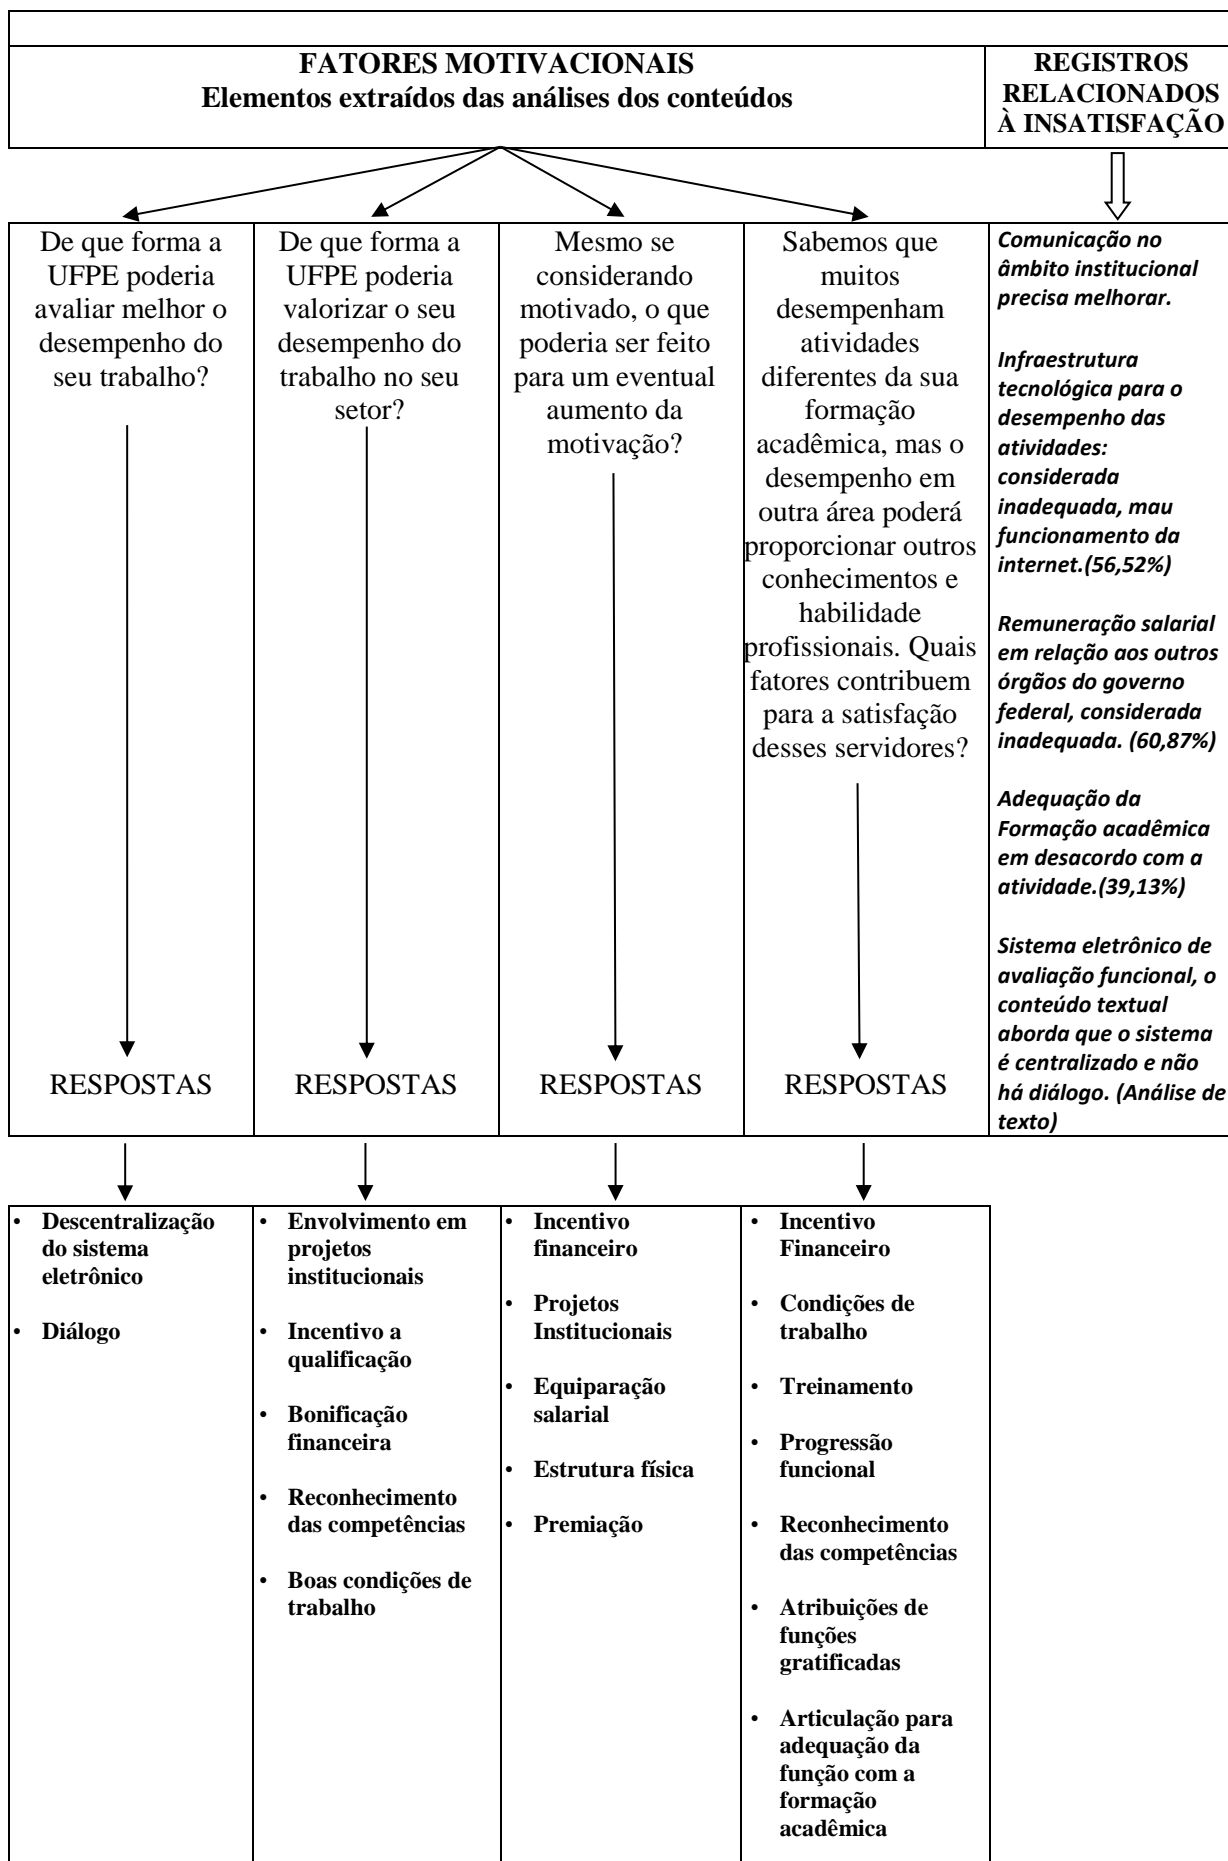 FATORES MOTIVACIONAIS
Elementos extraídos das análises dos conteúdos
REGISTROS
RELACIONADOS
À INSATISFAÇÃO
De que forma a
UFPE poderia
avaliar melhor o
desempenho do
seu trabalho?
RESPOSTAS
De que forma a
UFPE poderia
valorizar o seu
desempenho do
trabalho no seu
setor?
RESPOSTAS
Mesmo se
considerando
motivado, o que
poderia ser feito
para um eventual
aumento da
motivação?
RESPOSTAS
Sabemos que
muitos
desempenham
atividades
diferentes da sua
formação
acadêmica, mas o
desempenho em
outra área poderá
proporcionar outros
conhecimentos e
habilidade
profissionais. Quais
fatores contribuem
para a satisfação
desses servidores?
RESPOSTAS
Comunicação no
âmbito institucional
precisa melhorar.
Infraestrutura
tecnológica para o
desempenho das
atividades:
considerada
inadequada, mau
funcionamento da
internet.(56,52%)
Remuneração salarial
em relação aos outros
órgãos do governo
federal, considerada
inadequada. (60,87%)
Adequação da
Formação acadêmica
em desacordo com a
atividade.(39,13%)
Sistema eletrônico de
avaliação funcional, o
conteúdo textual
aborda que o sistema
é centralizado e não
há diálogo. (Análise de
texto)
• Descentralização
do sistema
eletrônico
• Diálogo
• Envolvimento em
projetos
institucionais
• Incentivo a
qualificação
• Bonificação
financeira
• Reconhecimento
das competências
• Boas condições de
trabalho
• Incentivo
financeiro
• Projetos
Institucionais
• Equiparação
salarial
• Estrutura física
• Premiação
• Incentivo
Financeiro
• Condições de
trabalho
• Treinamento
• Progressão
funcional
• Reconhecimento
das competências
• Atribuições de
funções
gratificadas
• Articulação para
adequação da
função com a
formação
acadêmica